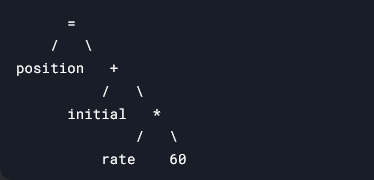 =
/ \
position +
/ \
initial *
/ \
rate 60